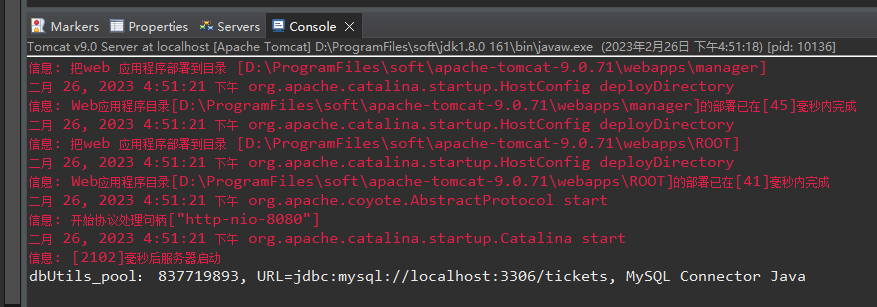 Markers Properties Servers Console
Tomcat v9.0 Server at localhost [Apache Tomcat] D:\ProgramFiles\soft\jdk1.8.0 161\bin\javaw.exe (2023年2月26日 下午4:51:18) [pid: 10136]
信息: 把web 应用程序部署到目录 [D:\ProgramFiles\soft\apache-tomcat-9.0.71\webapps\manager]
二月 26, 2023 4:51:21 下午 org.apache.catalina.startup.HostConfig deployDirectory
信息: Web应用程序目录[D:\ProgramFiles\soft\apache-tomcat-9.0.71\webapps\manager]的部署已在[45]毫秒内完成
二月 26, 2023 4:51:21 下午 org.apache.catalina.startup.HostConfig deployDirectory
信息: 把web 应用程序部署到目录 [D:\ProgramFiles\soft\apache-tomcat-9.0.71\webapps\ROOT]
二月 26, 2023 4:51:21 下午 org.apache.catalina.startup.HostConfig deployDirectory
信息: Web应用程序目录[D:\ProgramFiles\soft\apache-tomcat-9.0.71\webapps\ROOT]的部署已在[41]毫秒内完成
二月 26, 2023 4:51:21 下午 org.apache.coyote.AbstractProtocol start
信息: 开始协议处理句柄["http-nio-8080"]
二月 26, 2023 4:51:21 下午 org.apache.catalina.startup.Catalina start
信息: [2102]毫秒后服务器启动
dbUtils_pool: 837719893, URL=jdbc:mysql://localhost:3306/tickets, MySQL Connector Java